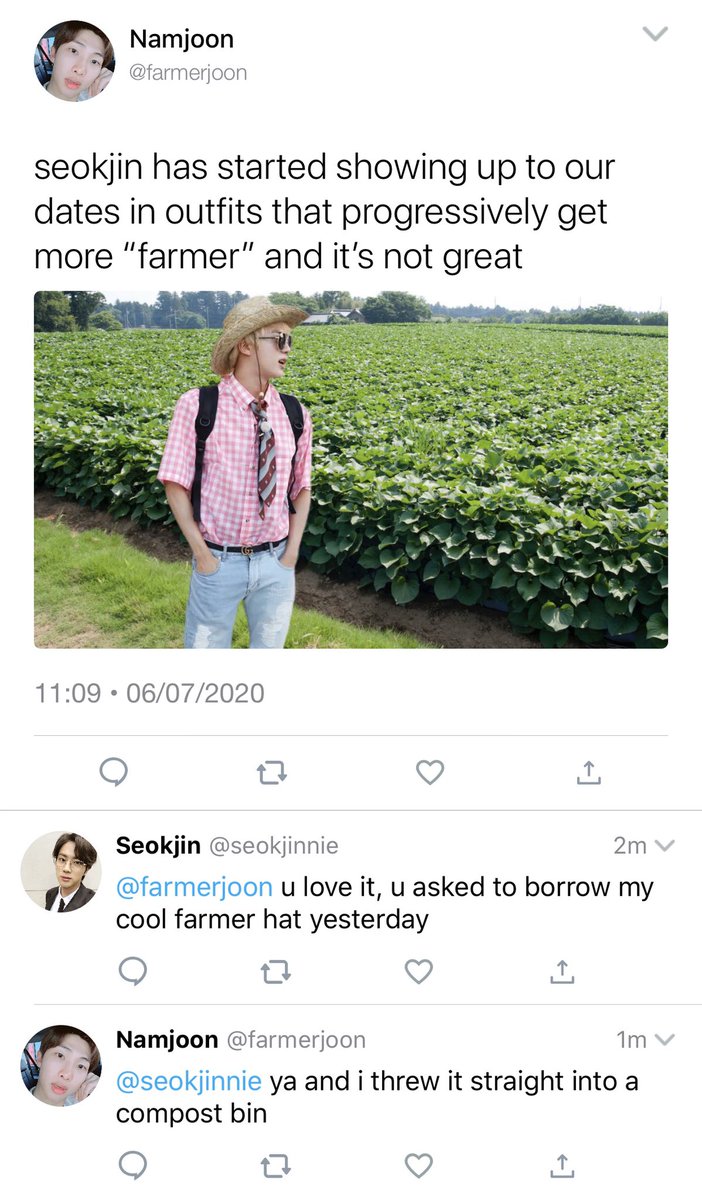 Namjoon
@farmerjoon
seokjin has started showing up to our
dates in outfits that progressively get
more “farmer” and it’s not great
11:09 • 06/07/2020
Seokjin @seokjinnie 2m
@farmerjoon u love it, u asked to borrow my
cool farmer hat yesterday
Namjoon @farmerjoon 1m
@seokjinnie ya and i threw it straight into a
compost bin